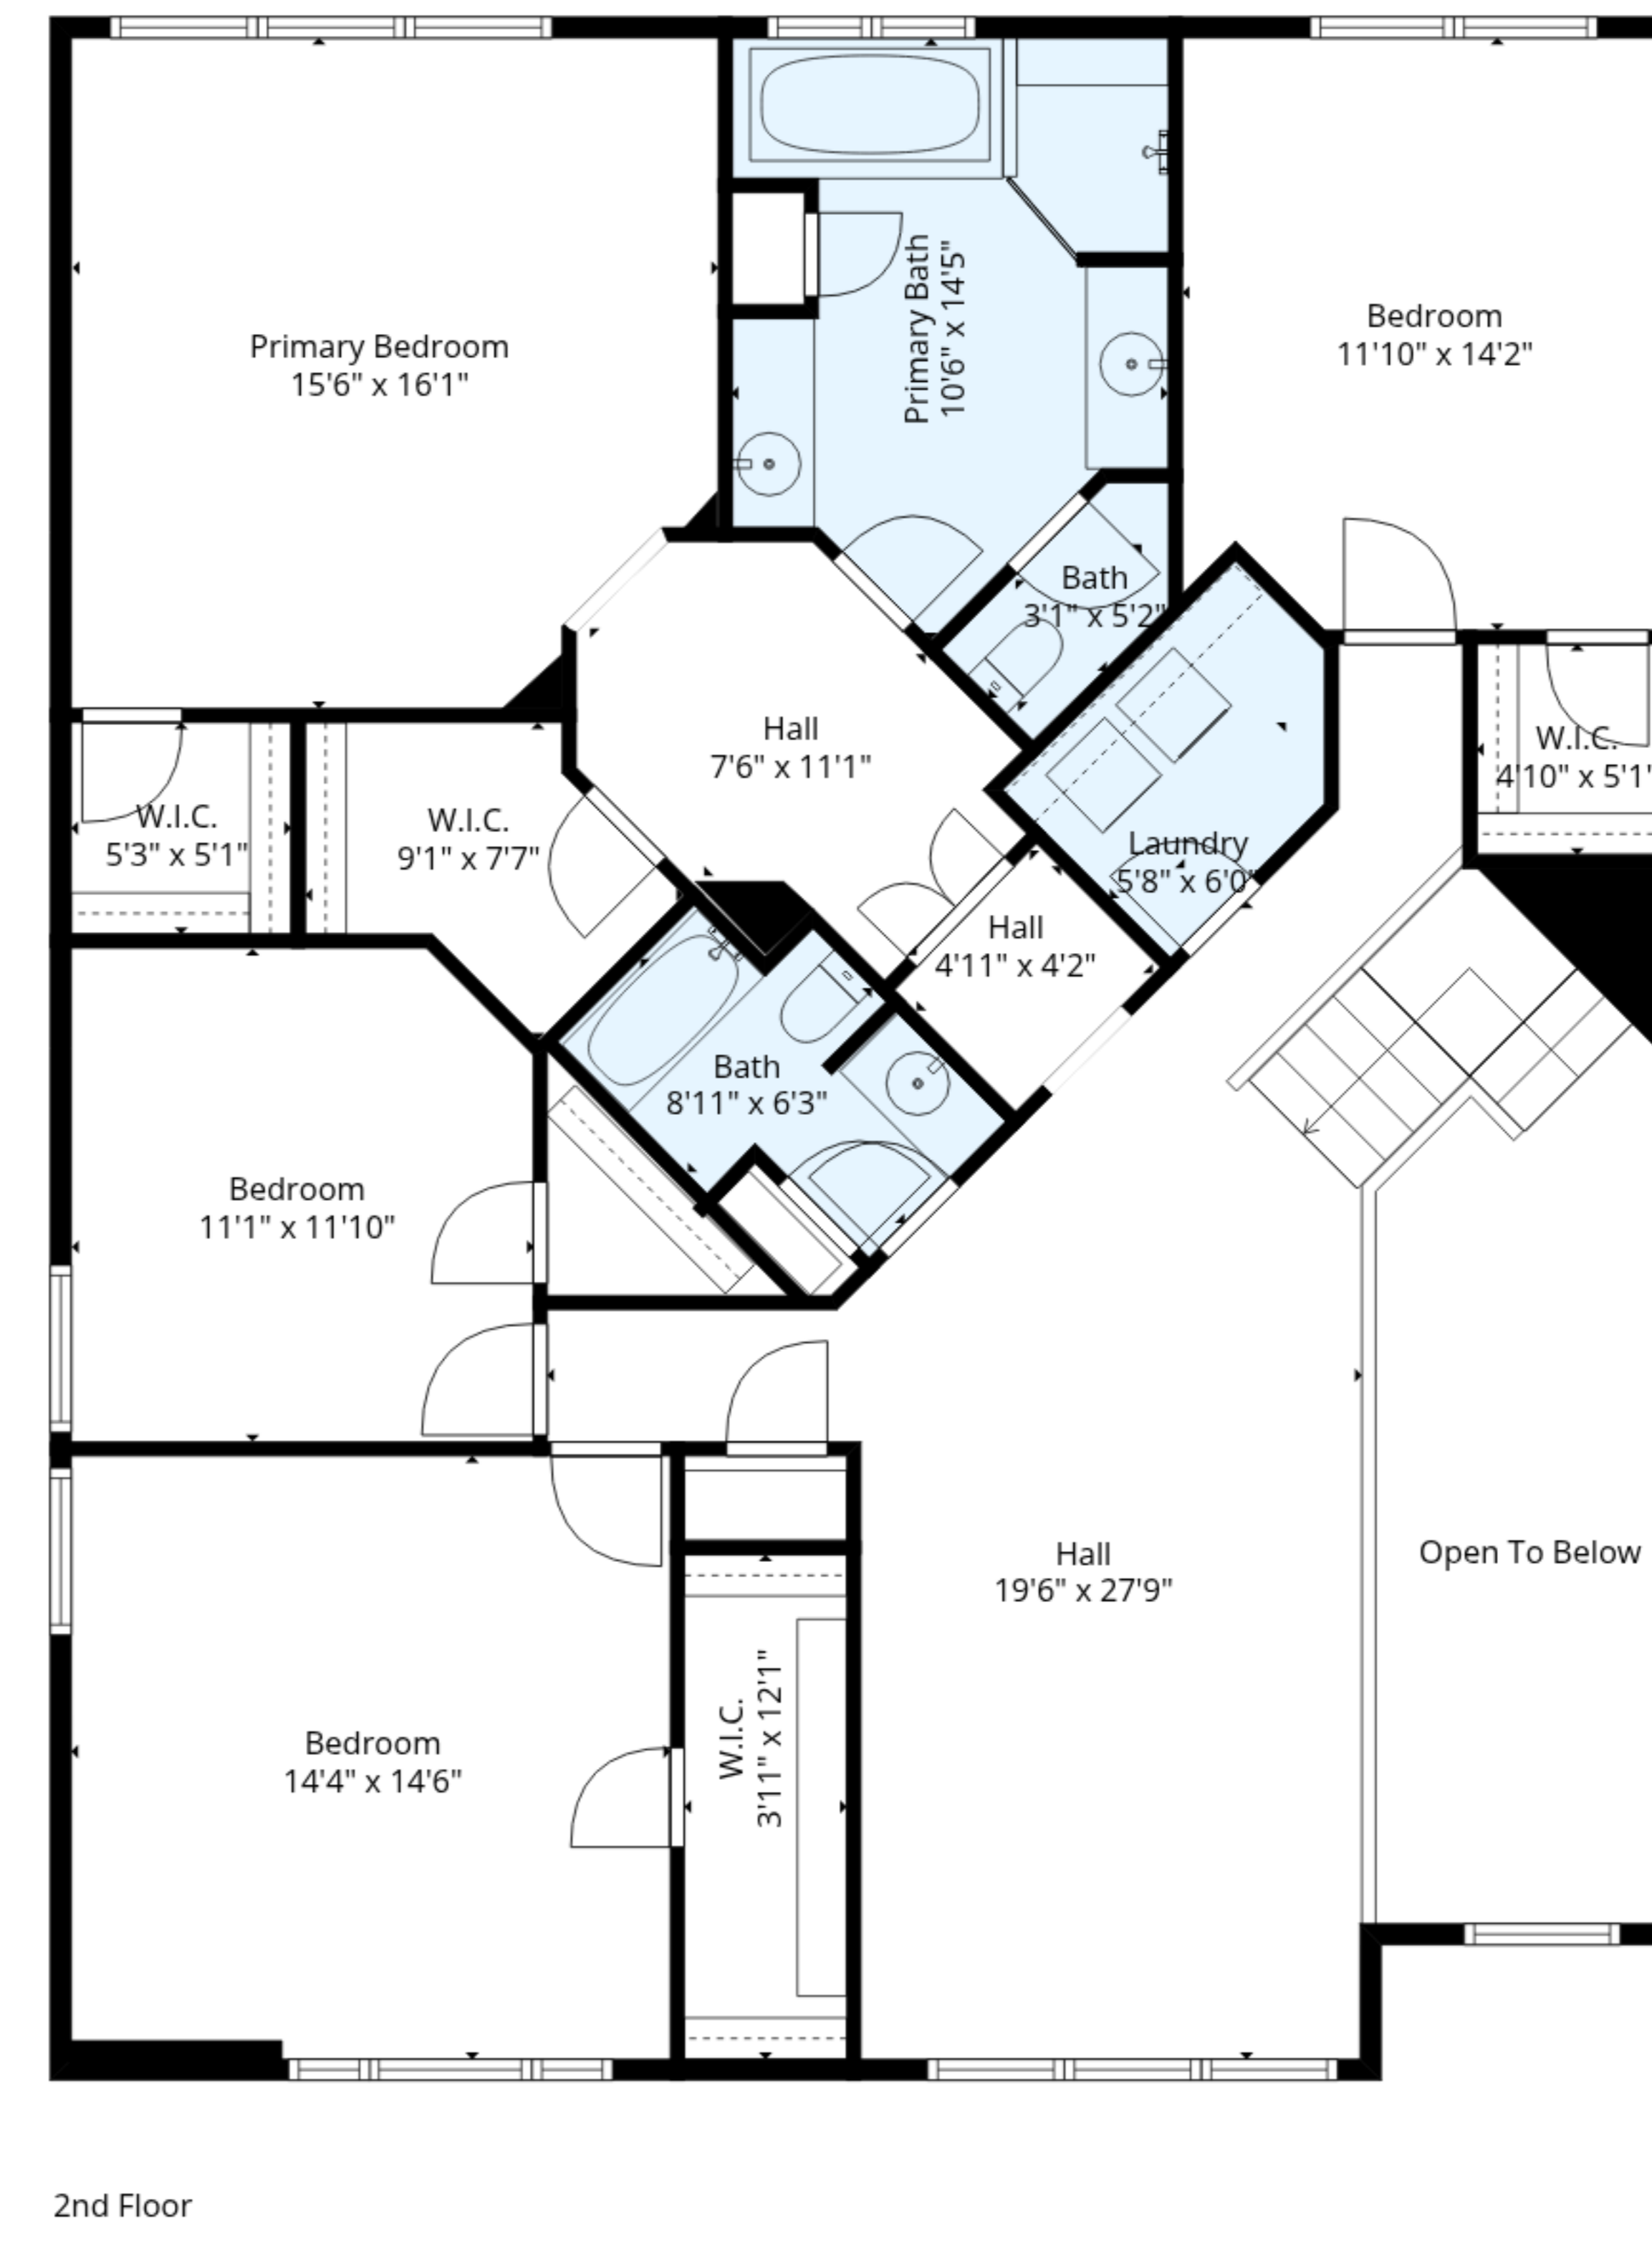 Primary Bedroom
15'6" x 16'1"
Primary Bath
10'6" x 14'5"
Bedroom
11'10" x 14'2"
Bath
3'1" x 5'2"
Hall
7'6" x 11'1"
W.I.C.
4'10" x 5'1"
W.I.C.
5'3" x 5'1"
W.I.C.
9'1" x 7'7"
Laundry
5'8" x 6'0"
Hall
4'11" x 4'2"
Bath
8'11" x 6'3"
Bedroom
11'1" x 11'10"
Hall
19'6" x 27'9"
Open To Below
W.I.C.
3'11" x 12'1"
Bedroom
14'4" x 14'6"
2nd Floor